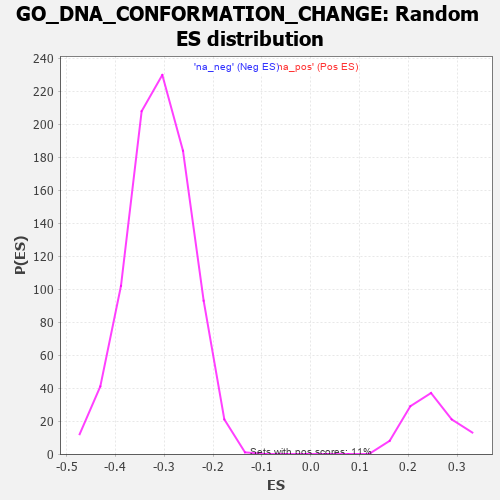 GO_DNA_CONFORMATION_CHANGE: Random
ES distribution
'na_neg' (Neg ES)
na_pos' (Pos ES)
240
220
200
180
160
140
120
100
80
60
40
20
0
P(ES)
Sets with pos scores: 11%
-0.5 -0.4 -0.3 -0.2 -0.1 0.0 0.1 0.2 0.3
ES